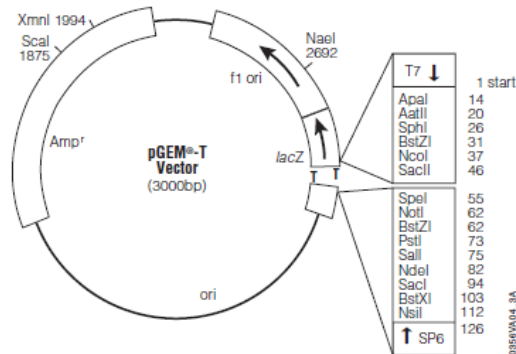 XmnI 1994
ScaI
1875
NaeI
2692
f1 ori
Ampʳ
pGEM®-T
Vector
(3000bp)
lacZ
T T
ori
T7 ↓
1 start
ApaI 14
AatII 20
SphI 26
BstZI 31
NcoI 37
SacII 46
SpeI 55
NotI 62
BstZI 62
PstI 73
SalI 75
NdeI 82
SacI 94
BstXI 103
NsiI 112
↑ SP6 126
0356VA04_3A